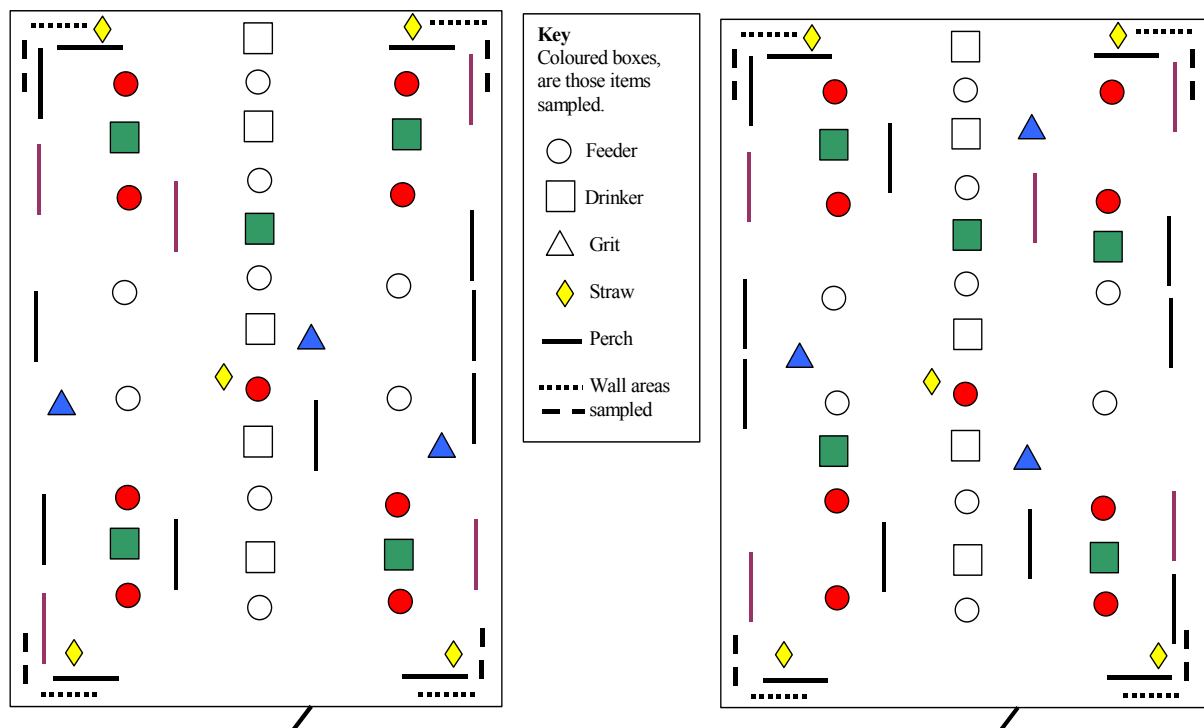 Key
Coloured boxes,
are those items
sampled.
Feeder
Drinker
Grit
Straw
Perch
Wall areas
sampled